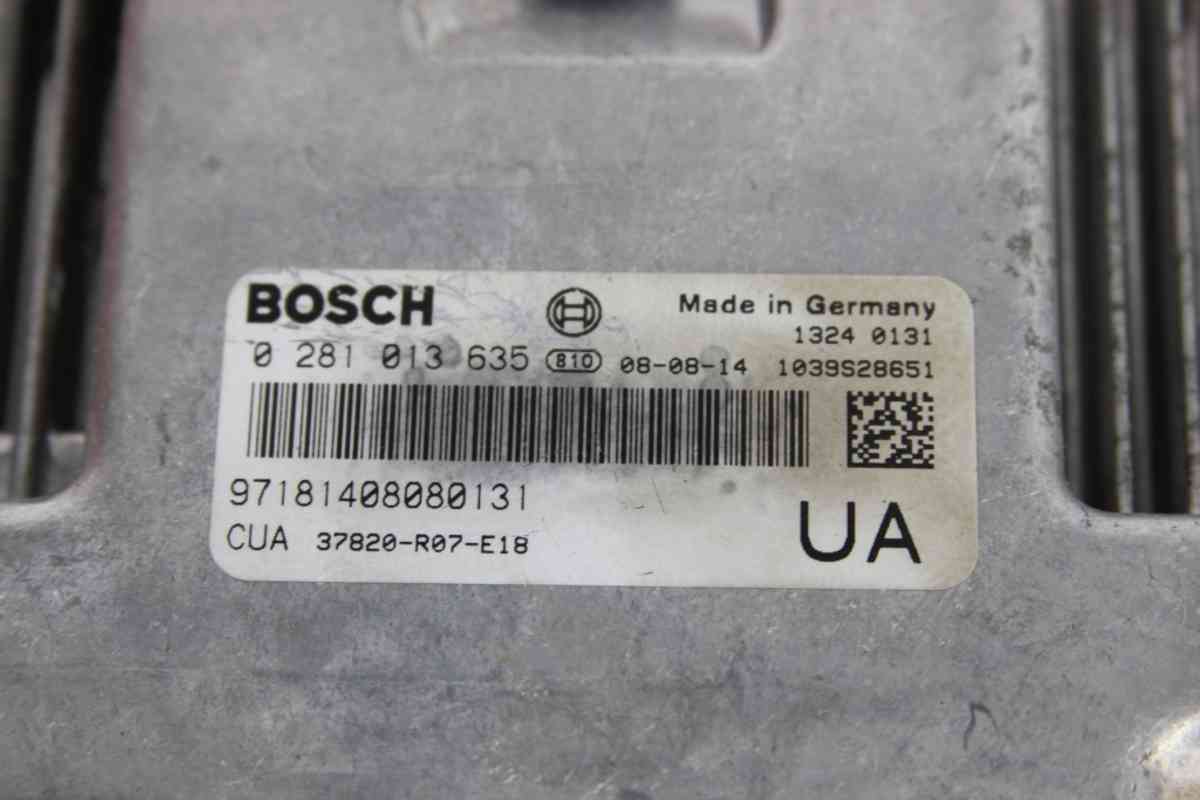 BOSCH Made in Germany
1324 0131
0 281 013 635 810 08-08-14 1039S28651
97181408080131
CUA 37820-R07-E18
UA